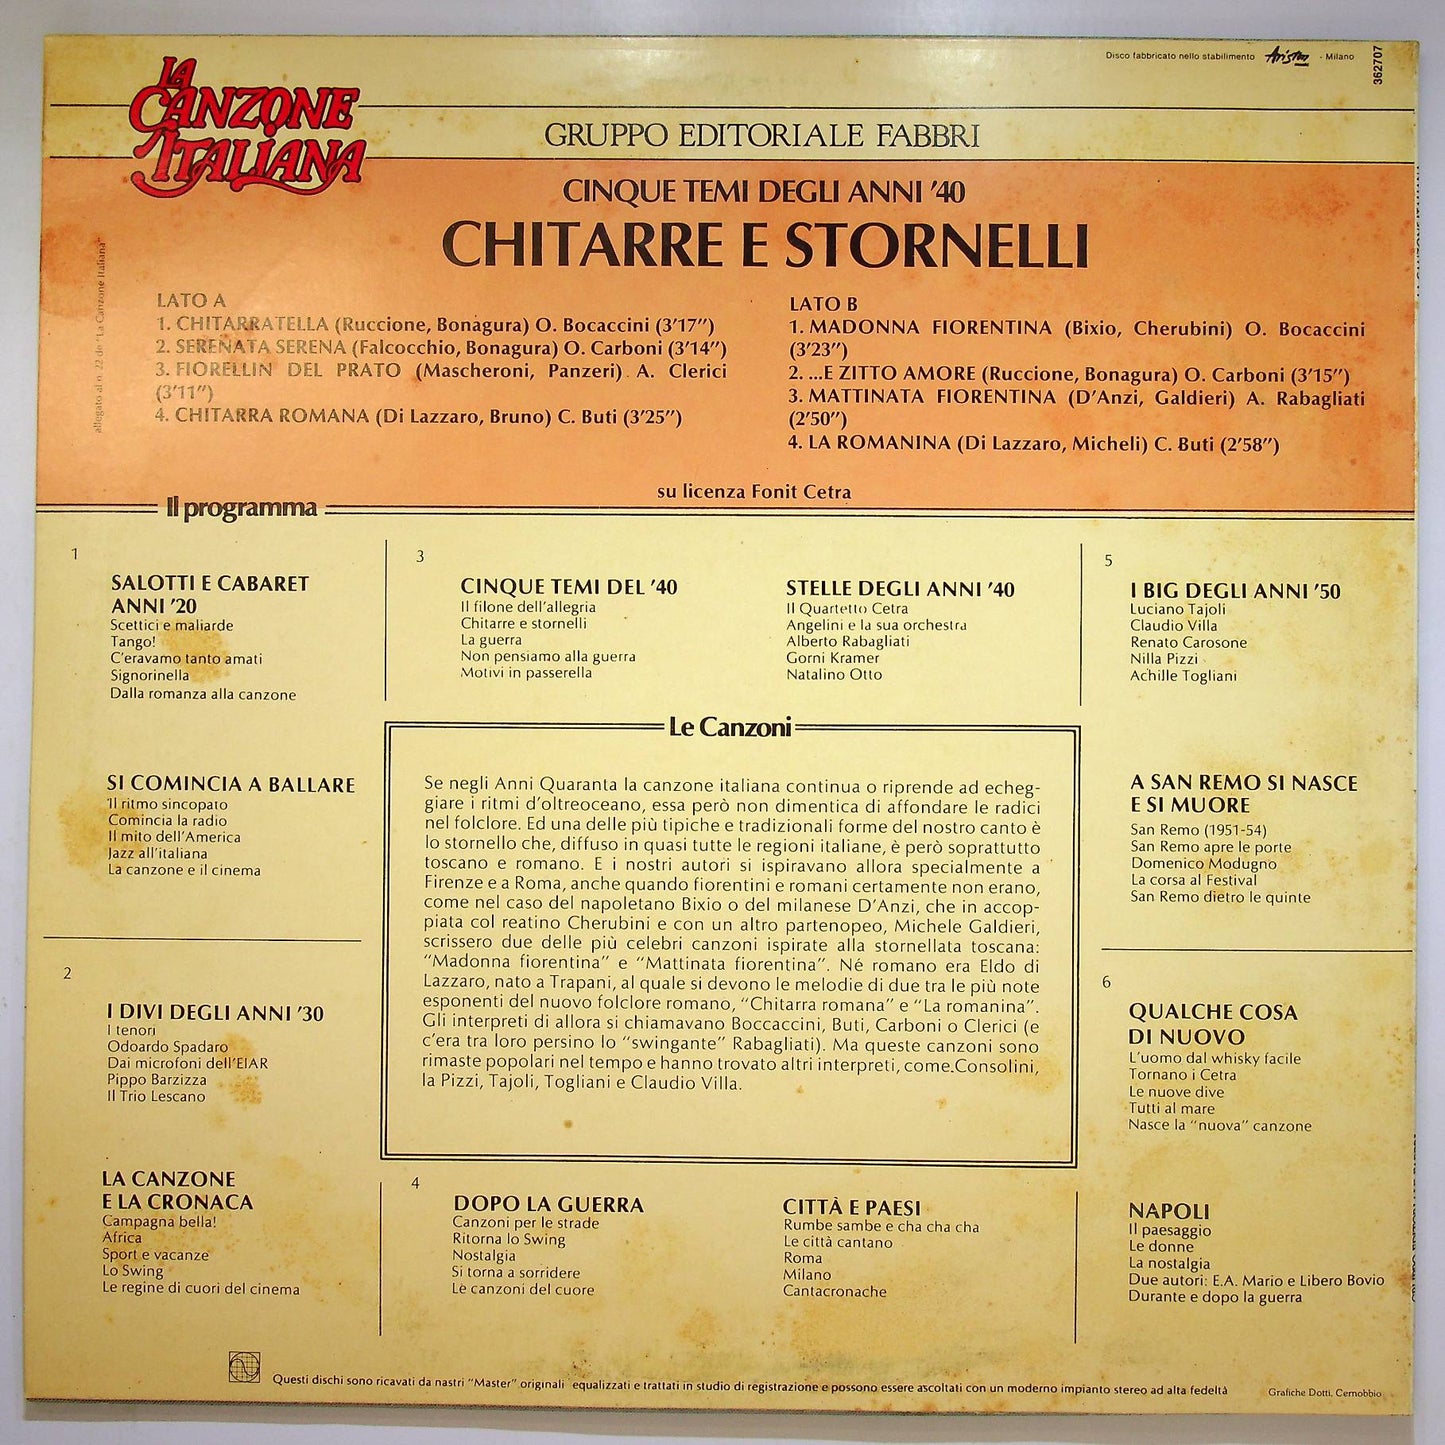 Disco fabbricato nello stabilimento Ariston - Milano
362707
LA
CANZONE
ITALIANA
GRUPPO EDITORIALE FABBRI
CINQUE TEMI DEGLI ANNI '40
CHITARRE E STORNELLI
allegato al n. 22 de "La Canzone Italiana"
LATO A
1. CHITARRATELLA (Ruccione, Bonagura) O. Bocaccini (3'17")
2. SERENATA SERENA (Falcocchio, Bonagura) O. Carboni (3'14")
3. FIORELLIN DEL PRATO (Mascheroni, Panzeri) A. Clerici
(3'11")
4. CHITARRA ROMANA (Di Lazzaro, Bruno) C. Buti (3'25")
LATO B
1. MADONNA FIORENTINA (Bixio, Cherubini) O. Bocaccini
(3'23")
2. ...E ZITTO AMORE (Ruccione, Bonagura) O. Carboni (3'15")
3. MATTINATA FIORENTINA (D'Anzi, Galdieri) A. Rabagliati
(2'50")
4. LA ROMANINA (Di Lazzaro, Micheli) C. Buti (2'58")
su licenza Fonit Cetra
Il programma
1
SALOTTI E CABARET
ANNI '20
Scettici e maliarde
Tango!
C'eravamo tanto amati
Signorinella
Dalla romanza alla canzone
SI COMINCIA A BALLARE
Il ritmo sincopato
Comincia la radio
Il mito dell'America
Jazz all'italiana
La canzone e il cinema
2
I DIVI DEGLI ANNI '30
I tenori
Odoardo Spadaro
Dai microfoni dell'EIAR
Pippo Barzizza
Il Trio Lescano
LA CANZONE
E LA CRONACA
Campagna bella!
Africa
Sport e vacanze
Lo Swing
Le regine di cuori del cinema
3
CINQUE TEMI DEL '40
Il filone dell'allegria
Chitarre e stornelli
La guerra
Non pensiamo alla guerra
Motivi in passerella
STELLE DEGLI ANNI '40
Il Quartetto Cetra
Angelini e la sua orchestra
Alberto Rabagliati
Gorni Kramer
Natalino Otto
Le Canzoni
Se negli Anni Quaranta la canzone italiana continua o riprende ad echeg-
giare i ritmi d'oltreoceano, essa però non dimentica di affondare le radici
nel folclore. Ed una delle più tipiche e tradizionali forme del nostro canto è
lo stornello che, diffuso in quasi tutte le regioni italiane, è però soprattutto
toscano e romano. E i nostri autori si ispiravano allora specialmente a
Firenze e a Roma, anche quando fiorentini e romani certamente non erano,
come nel caso del napoletano Bixio o del milanese D'Anzi, che in accop-
piata col reatino Cherubini e con un altro partenopeo, Michele Galdieri,
scrissero due delle più celebri canzoni ispirate alla stornellata toscana:
"Madonna fiorentina" e "Mattinata fiorentina". Né romano era Eldo di
Lazzaro, nato a Trapani, al quale si devono le melodie di due tra le più note
esponenti del nuovo folclore romano, "Chitarra romana" e "La romanina".
Gli interpreti di allora si chiamavano Boccaccini, Buti, Carboni o Clerici (e
c'era tra loro persino lo "swingante" Rabagliati). Ma queste canzoni sono
rimaste popolari nel tempo e hanno trovato altri interpreti, come.Consolini,
la Pizzi, Tajoli, Togliani e Claudio Villa.
4
DOPO LA GUERRA
Canzoni per le strade
Ritorna lo Swing
Nostalgia
Si torna a sorridere
Le canzoni del cuore
CITTÀ E PAESI
Rumbe sambe e cha cha cha
Le città cantano
Roma
Milano
Cantacronache
5
I BIG DEGLI ANNI '50
Luciano Tajoli
Claudio Villa
Renato Carosone
Nilla Pizzi
Achille Togliani
A SAN REMO SI NASCE
E SI MUORE
San Remo (1951-54)
San Remo apre le porte
Domenico Modugno
La corsa al Festival
San Remo dietro le quinte
6
QUALCHE COSA
DI NUOVO
L'uomo dal whisky facile
Tornano i Cetra
Le nuove dive
Tutti al mare
Nasce la "nuova" canzone
NAPOLI
Il paesaggio
Le donne
La nostalgia
Due autori: E.A. Mario e Libero Bovio
Durante e dopo la guerra
Questi dischi sono ricavati da nastri "Master" originali equalizzati e trattati in studio di registrazione e possono essere ascoltati con un moderno impianto stereo ad alta fedeltà
Grafiche Dotti, Cernobbio